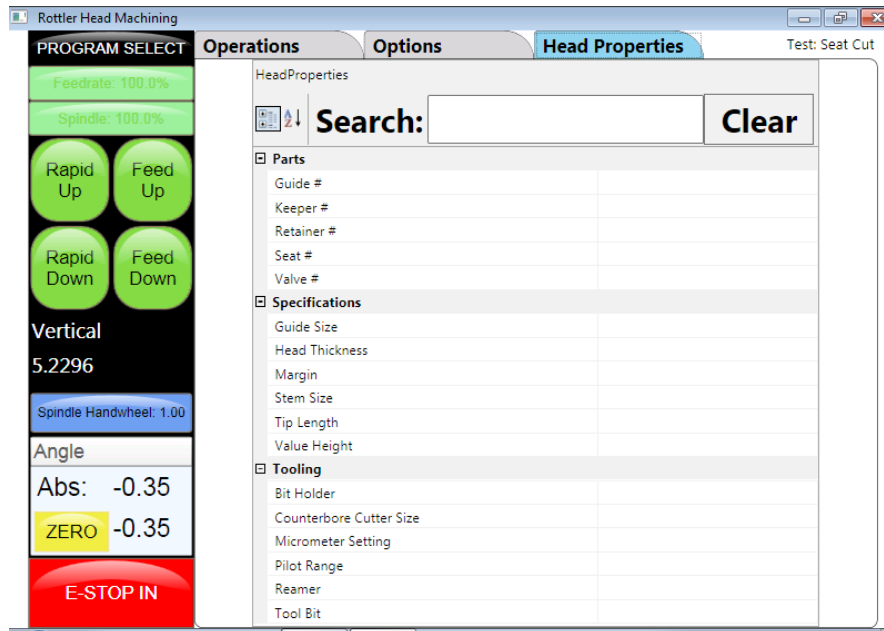 Rottler Head Machining
PROGRAM SELECT
Operations
Options
Head Properties
Test: Seat Cut
Feedrate: 100.0%
Spindle: 100.0%
Rapid Up
Feed Up
Rapid Down
Feed Down
Vertical
5.2296
Spindle Handwheel: 1.00
Angle
Abs: -0.35
ZERO -0.35
E-STOP IN
HeadProperties
Search:
Clear
Parts
Guide #
Keeper #
Retainer #
Seat #
Valve #
Specifications
Guide Size
Head Thickness
Margin
Stem Size
Tip Length
Value Height
Tooling
Bit Holder
Counterbore Cutter Size
Micrometer Setting
Pilot Range
Reamer
Tool Bit